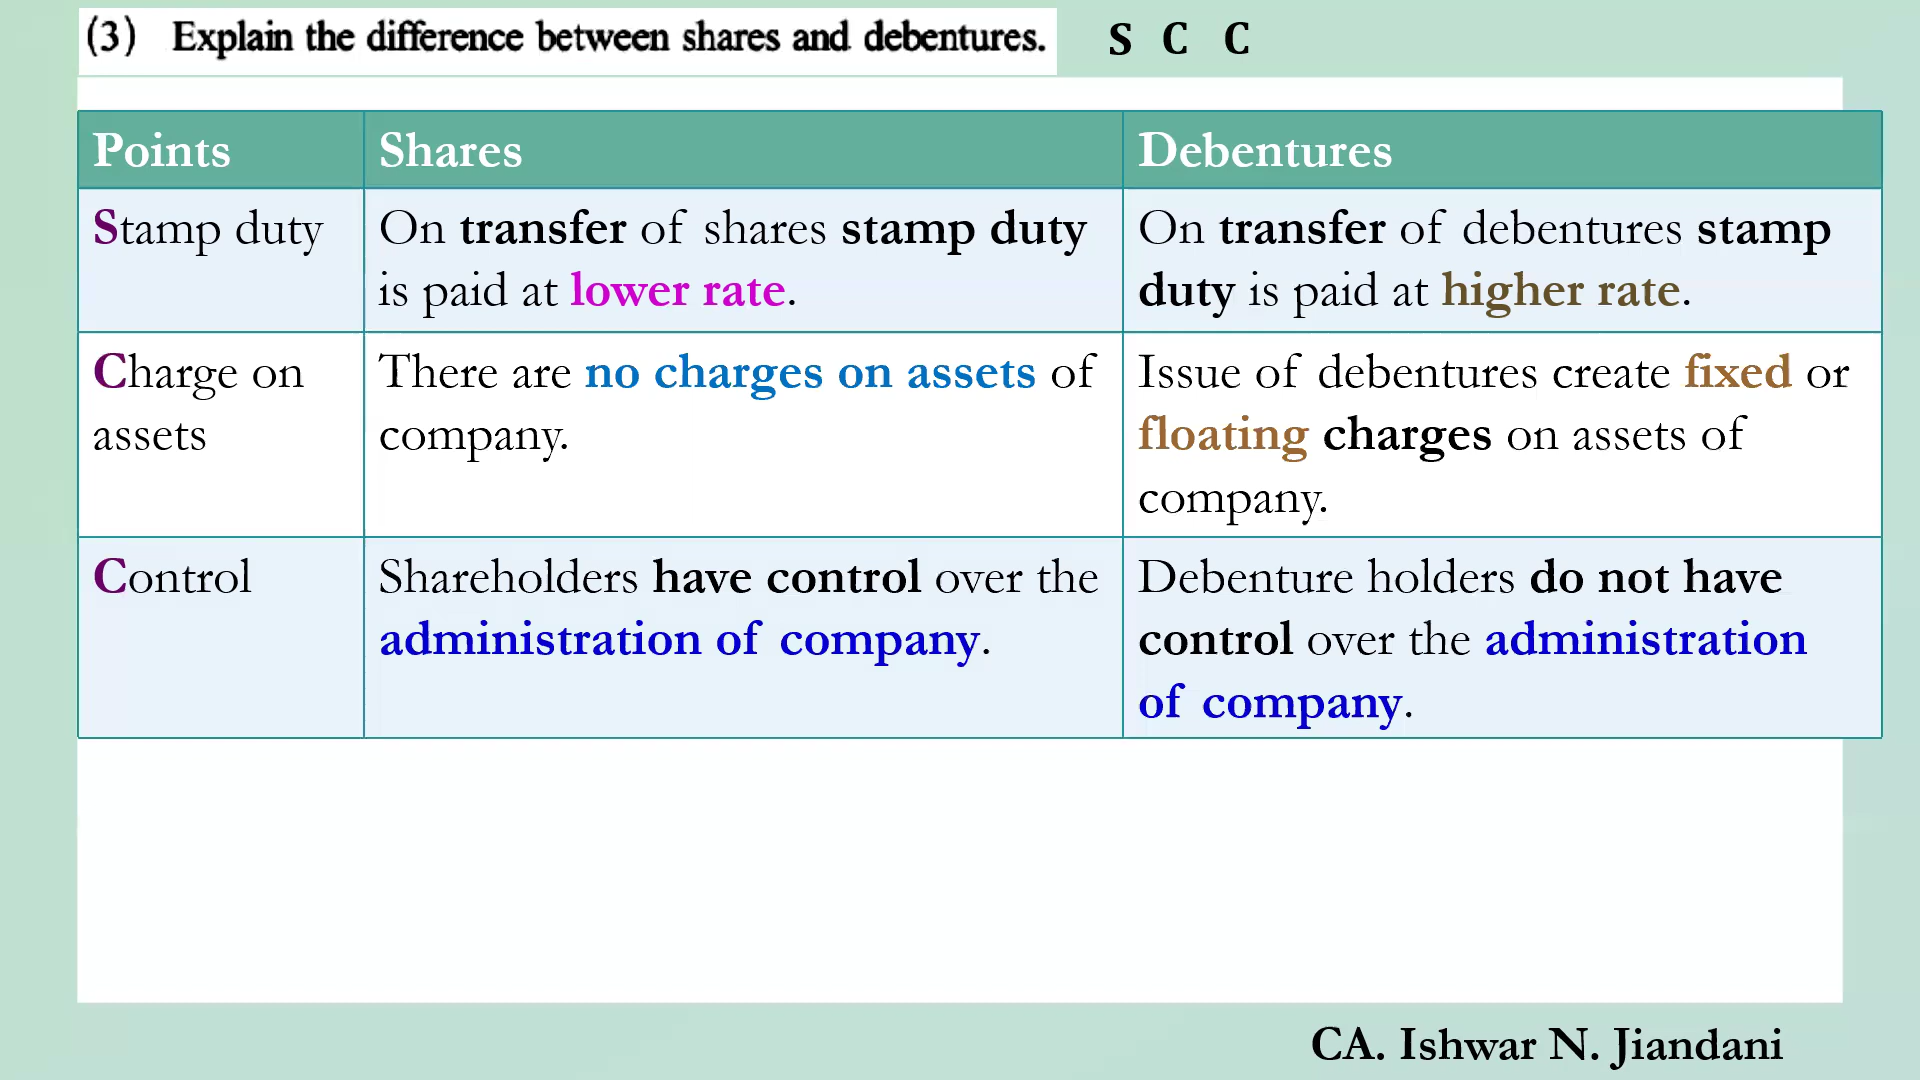 (3) Explain the difference between shares and debentures. S C C
Points Shares Debentures
Stamp duty
On transfer of shares stamp duty
is paid at lower rate.
On transfer of debentures stamp
duty is paid at higher rate.
Charge on
assets
There are no charges on assets of
company.
Issue of debentures create fixed or
floating charges on assets of
company.
Control
Shareholders have control over the
administration of company.
Debenture holders do not have
control over the administration
of company.
CA. Ishwar N. Jiandani